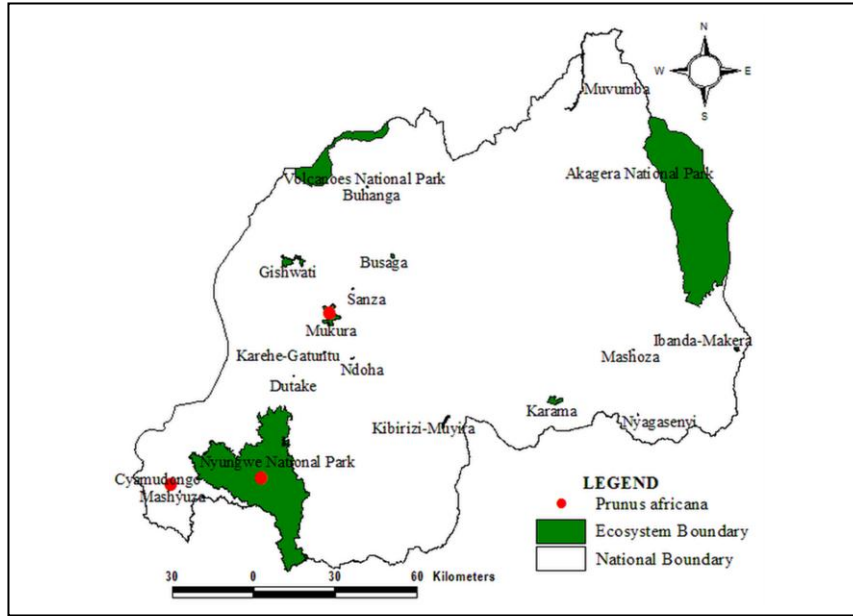 N
W E
S
Muvumba
Volcanoes National Park
Akagera National Park
Buhanga
Gishwati
Busaga
Sanza
Mukura
Karehe-Gaturitu
Ndoha
Dutake
Ibanda-Makera
Mashoza
Karama
Nyagasenyi
Kibirizi-Muyira
Nyungwe National Park
Cyamudongo
Mashyuza
LEGEND
Prunus africana
Ecosystem Boundary
National Boundary
30 0 30 60 Kilometers